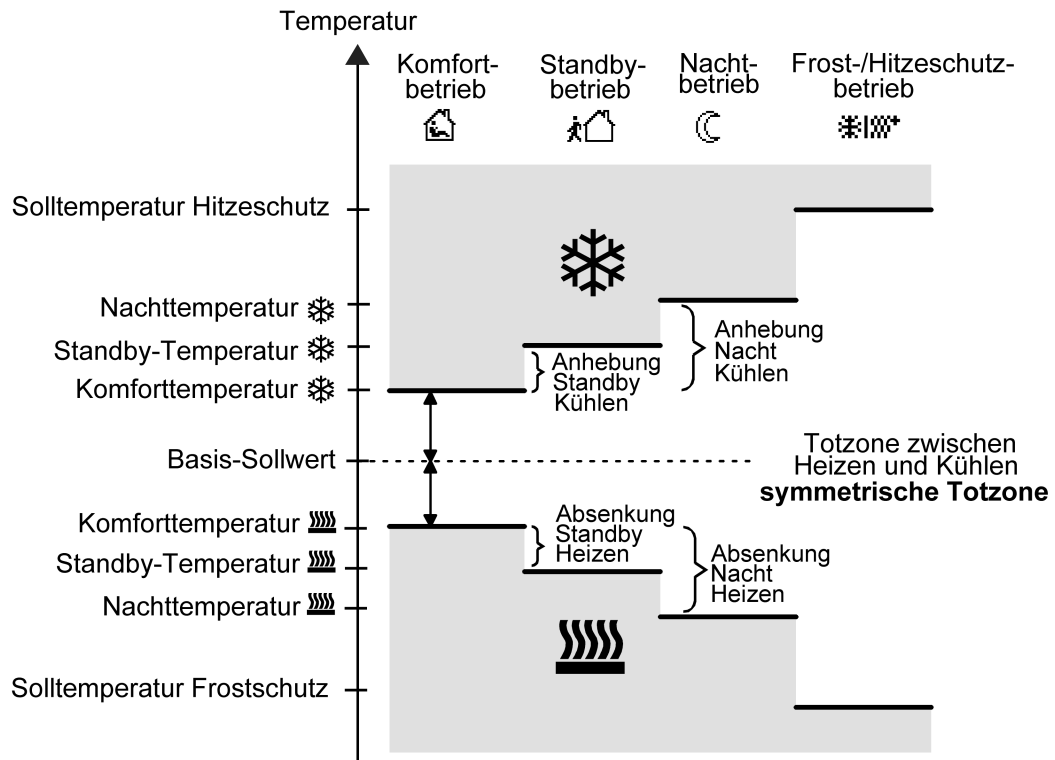 Temperatur
Komfort-
betrieb
Standby-
betrieb
Nacht-
betrieb
Frost-/Hitzeschutz-
betrieb
Solltemperatur Hitzeschutz
Nachttemperatur
Standby-Temperatur
Komforttemperatur
Anhebung
Standby
Kühlen
Anhebung
Nacht
Kühlen
Basis-Sollwert
Totzone zwischen
Heizen und Kühlen
symmetrische Totzone
Komforttemperatur
Standby-Temperatur
Nachttemperatur
Absenkung
Standby
Heizen
Absenkung
Nacht
Heizen
Solltemperatur Frostschutz